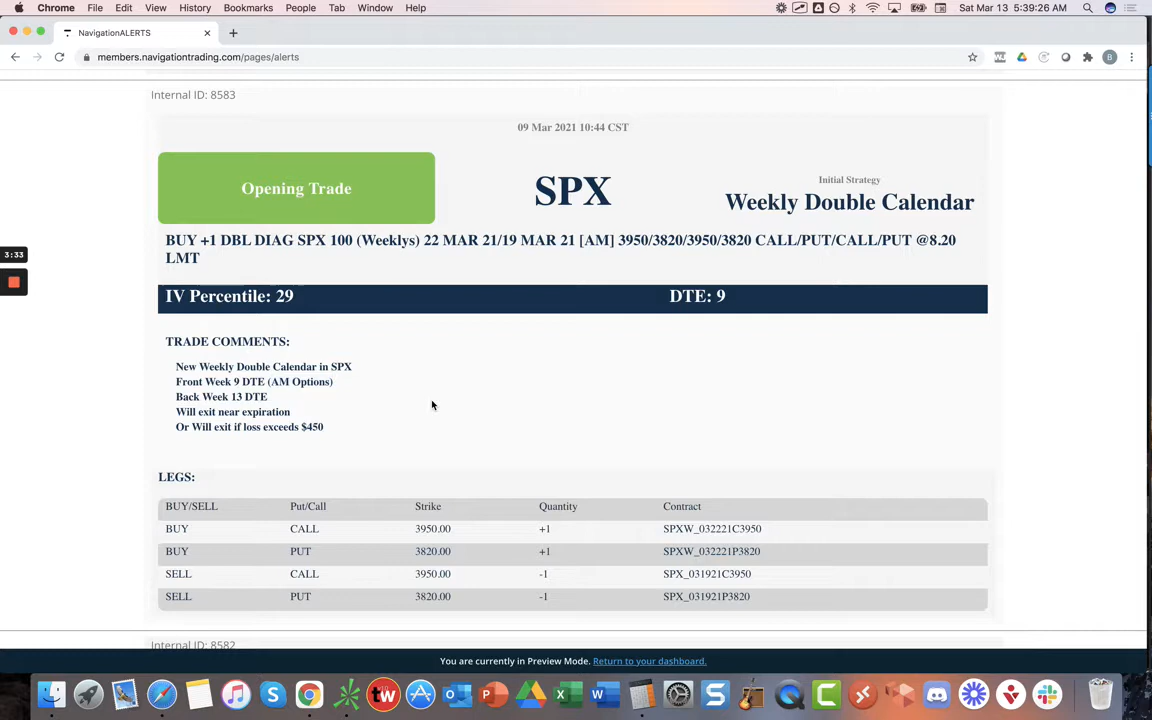 Chrome File Edit View History Bookmarks People Tab Window Help Sat Mar 13 5:39:26 AM
NavigationALERTS
members.navigationtrading.com/pages/alerts
B
Internal ID: 8583
09 Mar 2021 10:44 CST
Opening Trade
SPX
Initial Strategy
Weekly Double Calendar
BUY +1 DBL DIAG SPX 100 (Weeklys) 22 MAR 21/19 MAR 21 [AM] 3950/3820/3950/3820 CALL/PUT/CALL/PUT @8.20
LMT
3:33
IV Percentile: 29 DTE: 9
TRADE COMMENTS:
New Weekly Double Calendar in SPX
Front Week 9 DTE (AM Options)
Back Week 13 DTE
Will exit near expiration
Or Will exit if loss exceeds $450
LEGS:
BUY/SELL Put/Call Strike Quantity Contract
BUY CALL 3950.00 +1 SPXW_032221C3950
BUY PUT 3820.00 +1 SPXW_032221P3820
SELL CALL 3950.00 -1 SPX_031921C3950
SELL PUT 3820.00 -1 SPX_031921P3820
Internal ID: 8582
You are currently in Preview Mode. Return to your dashboard.
tw